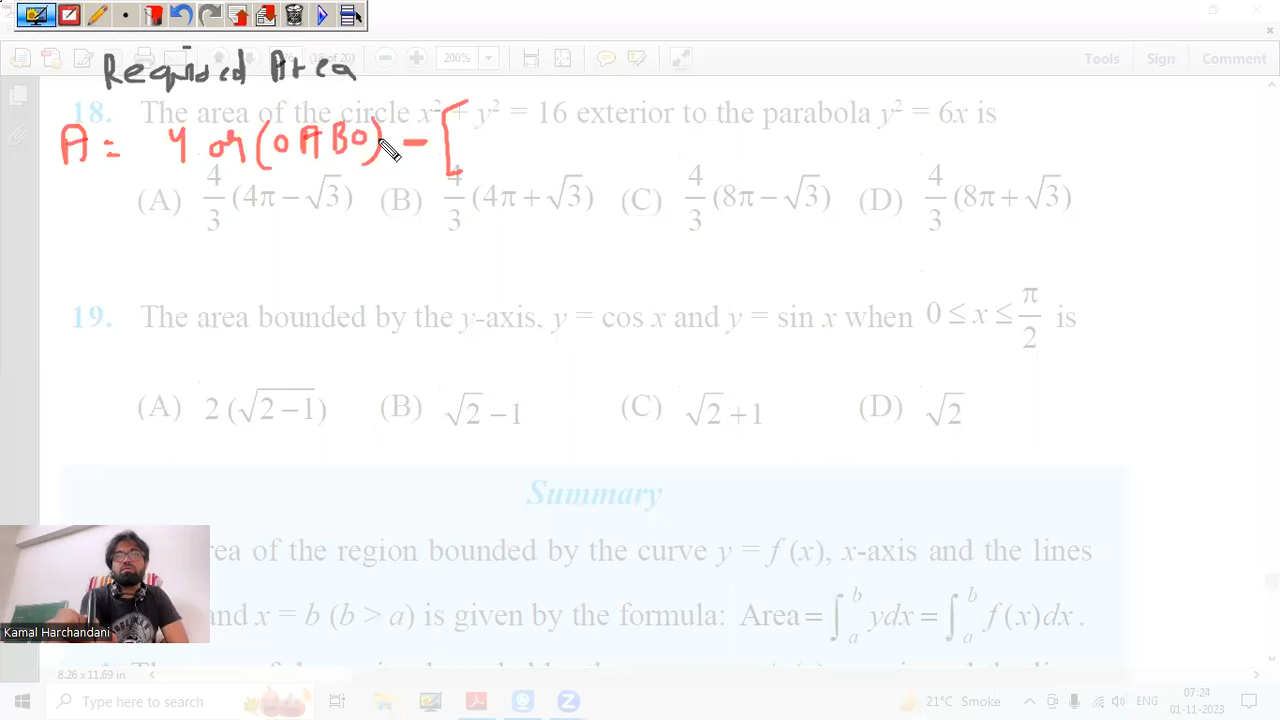 200%
Tools Sign Comment
Required Area
18. The area of the circle x² + y² = 16 exterior to the parabola y² = 6x is
A = 4 ar (OABO) - [
(A) 4/3 (4π − √3) (B) 4/3 (4π + √3) (C) 4/3 (8π − √3) (D) 4/3 (8π + √3)
19. The area bounded by the y-axis, y = cos x and y = sin x when 0 ≤ x ≤ π/2 is
(A) 2 (√2−1) (B) √2 −1 (C) √2 +1 (D) √2
Summary
rea of the region bounded by the curve y = f (x), x-axis and the lines
and x = b (b > a) is given by the formula: Area = ∫ₐᵇ ydx = ∫ₐᵇ f (x) dx .
Kamal Harchandani
8.26 x 11.69 in
Type here to search
21°C Smoke
ENG
07:24
01-11-2023